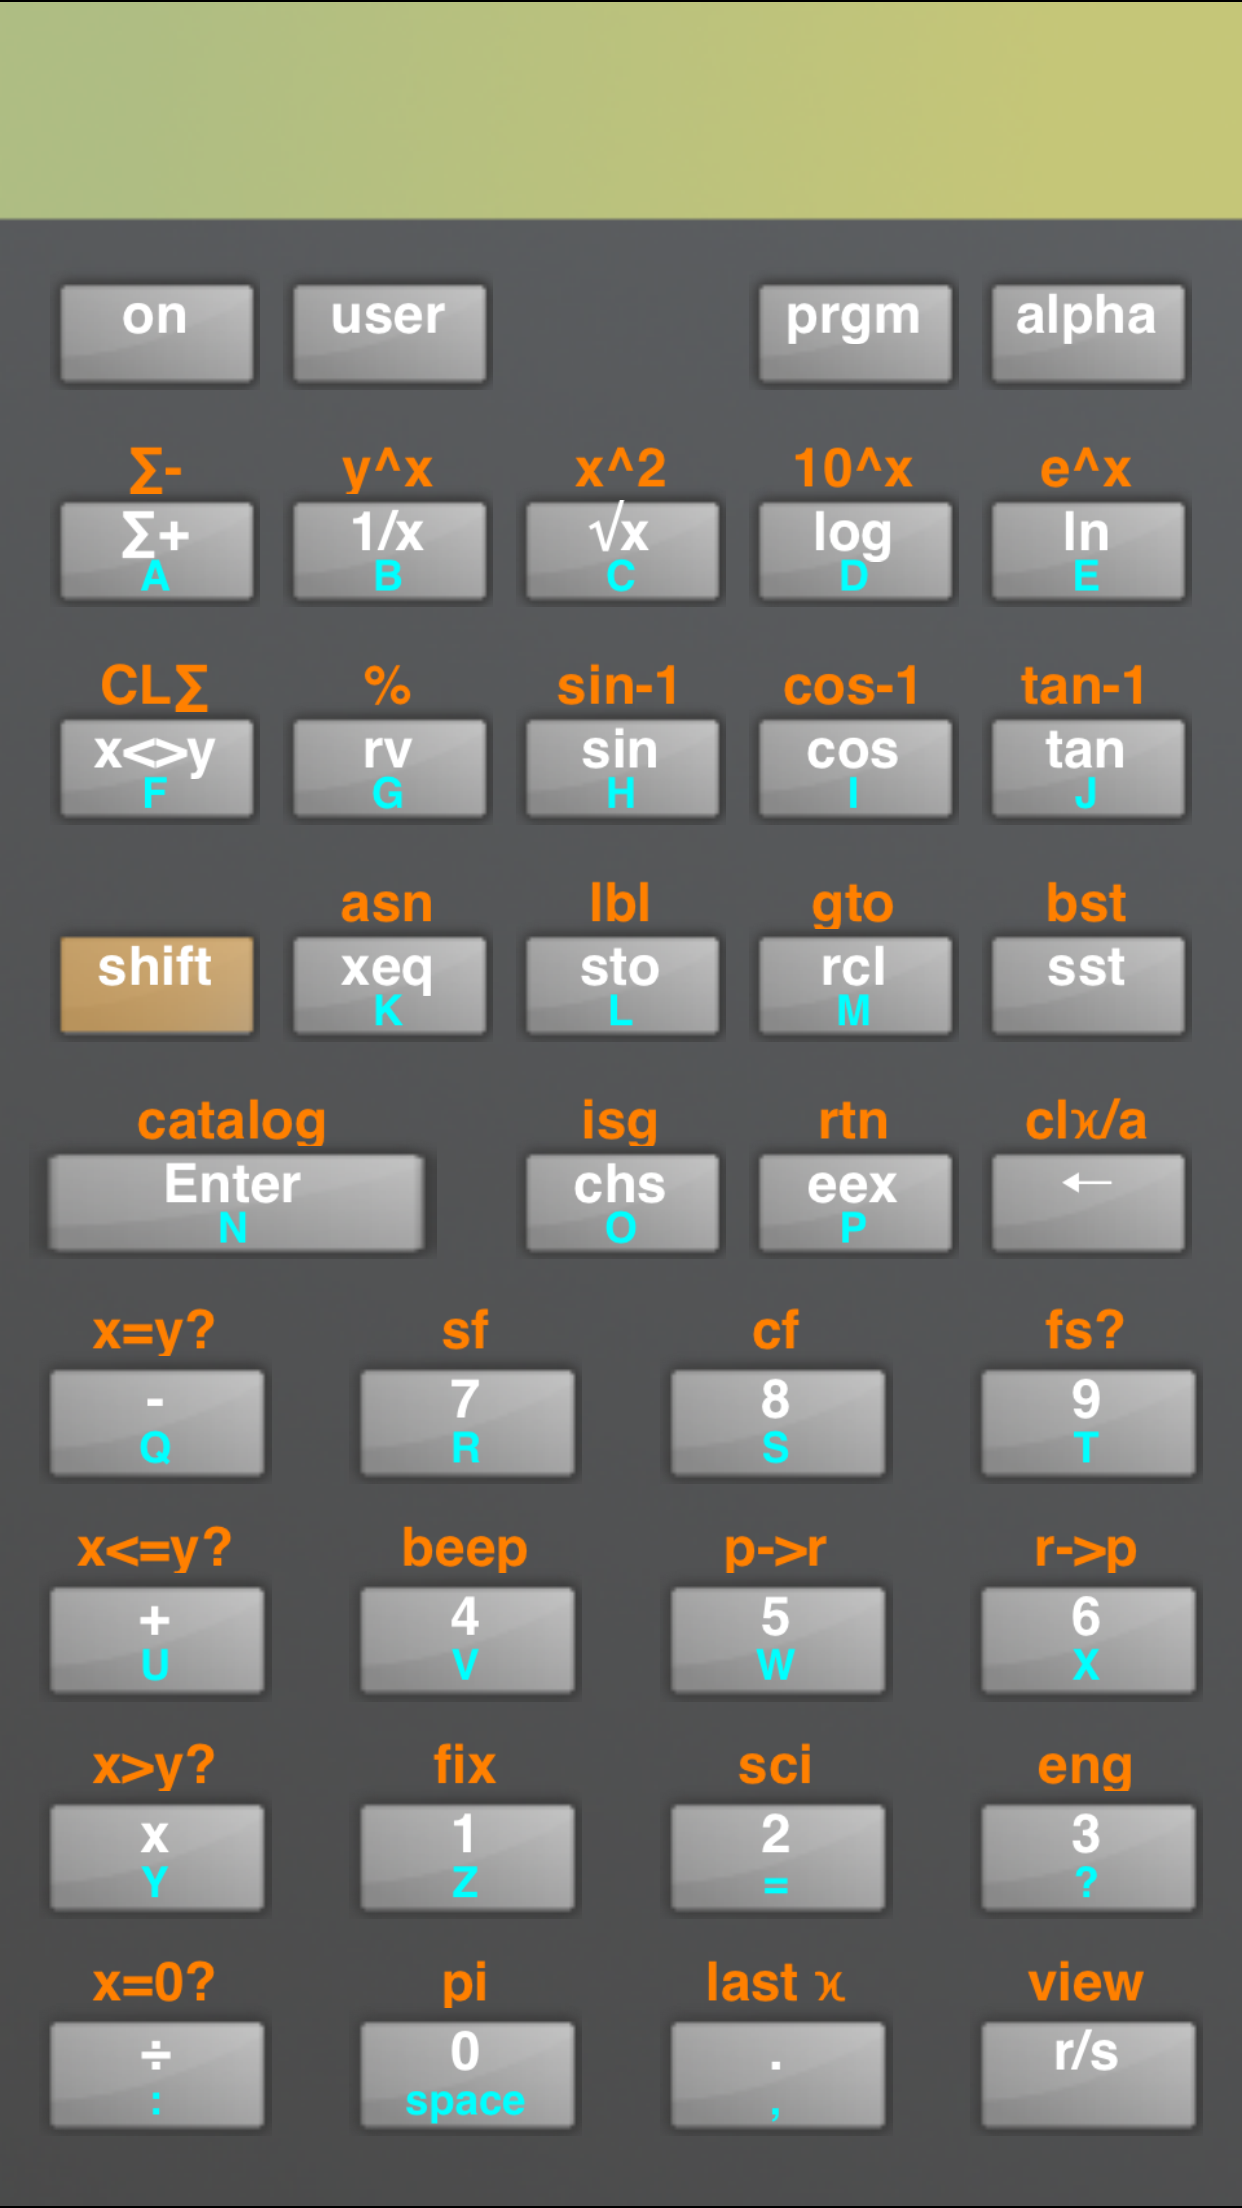 on user prgm alpha
∑- y^x x^2 10^x e^x
∑+ 1/x √x log ln
A B C D E
CL∑ % sin-1 cos-1 tan-1
x<>y rv sin cos tan
F G H I J
asn lbl gto bst
shift xeq sto rcl sst
K L M
catalog isg rtn clx/a
Enter chs eex ←
N O P
x=y? sf cf fs?
- 7 8 9
Q R S T
x<=y? beep p->r r->p
+ 4 5 6
U V W X
x>y? fix sci eng
x 1 2 3
Y Z = ?
x=0? pi last x view
÷ 0 . r/s
: space ,